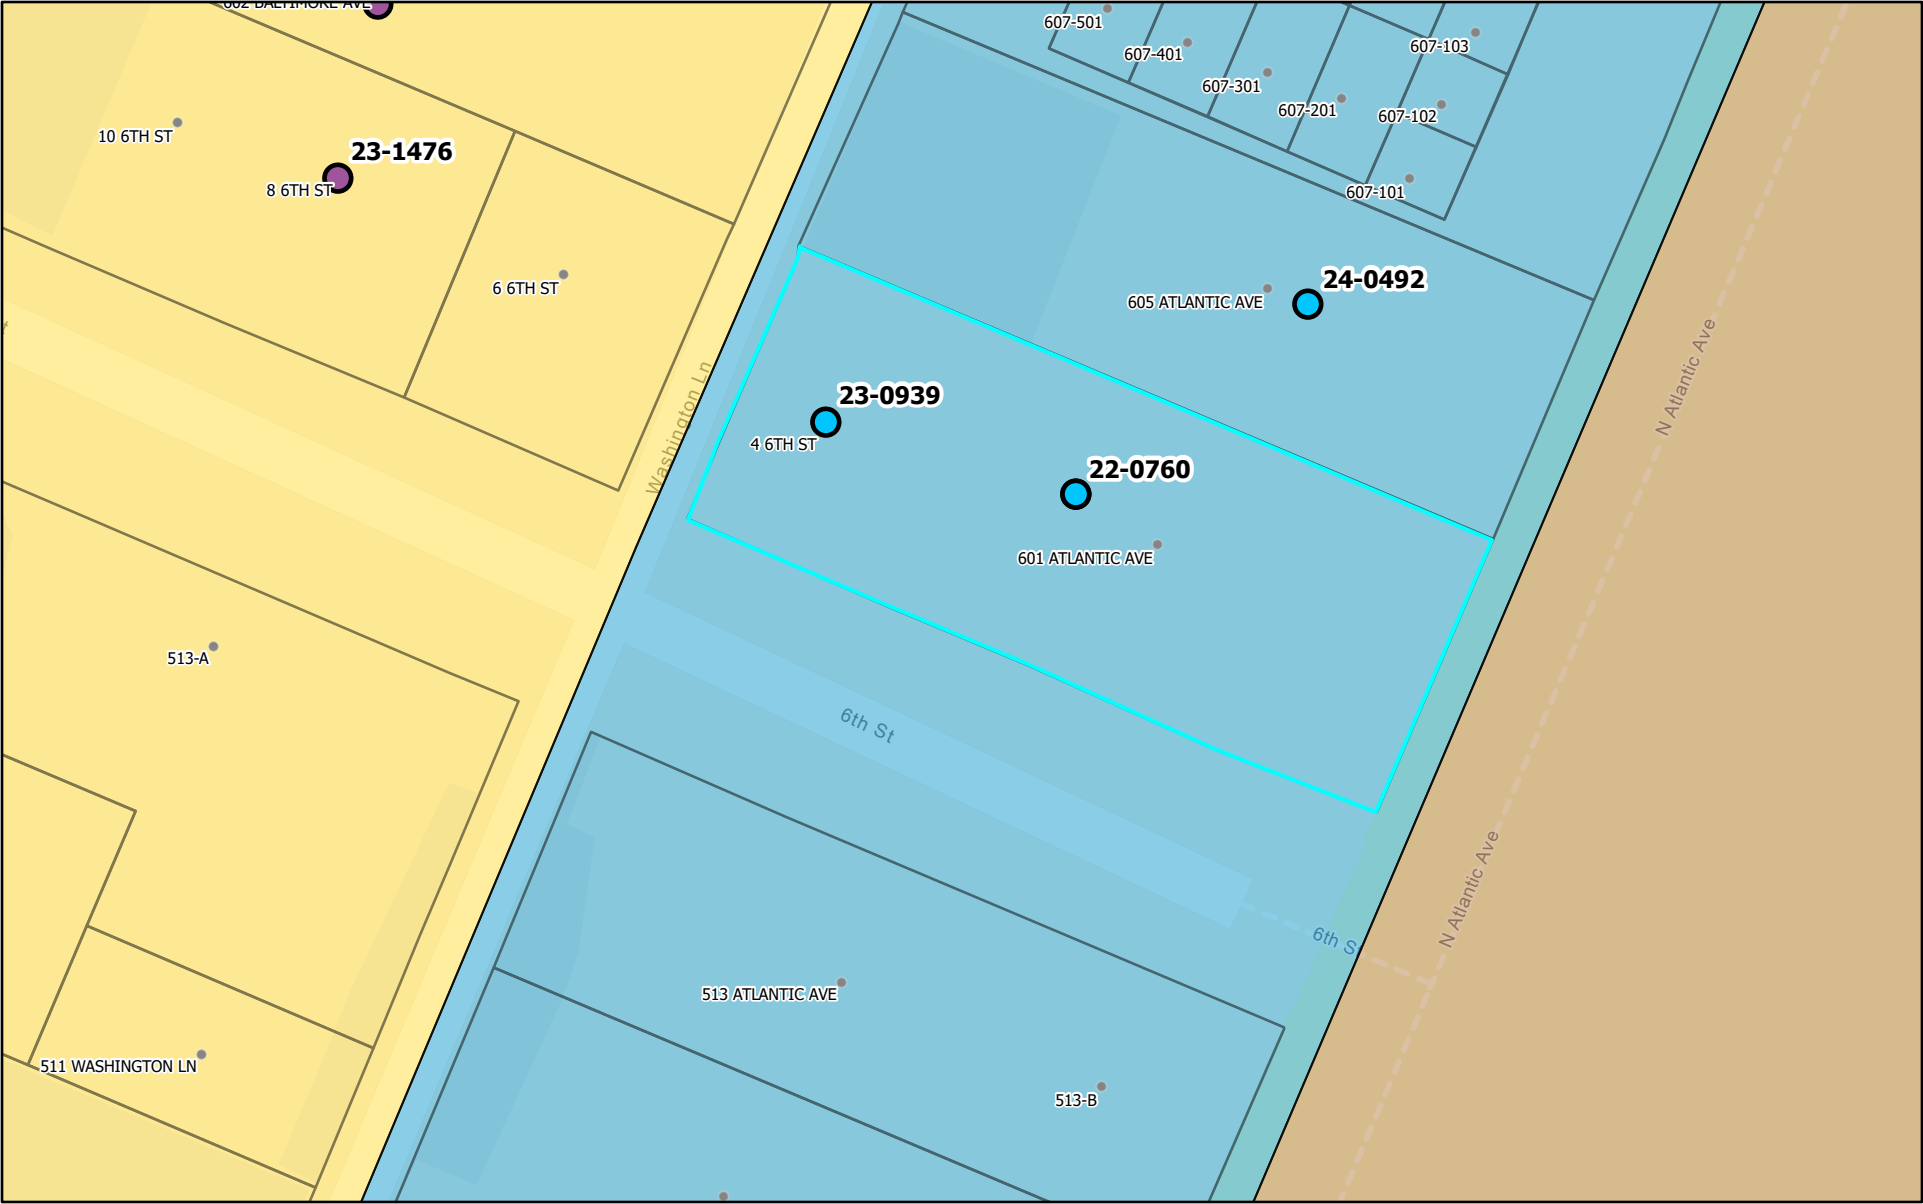 602 BALTIMORE AVE
607-501
607-401
607-103
607-301
607-201
607-102
10 6TH ST
23-1476
8 6TH ST
607-101
6 6TH ST
24-0492
605 ATLANTIC AVE
N Atlantic Ave
Washington Ln
23-0939
4 6TH ST
22-0760
601 ATLANTIC AVE
513-A
6th St
N Atlantic Ave
6th S
513 ATLANTIC AVE
511 WASHINGTON LN
513-B